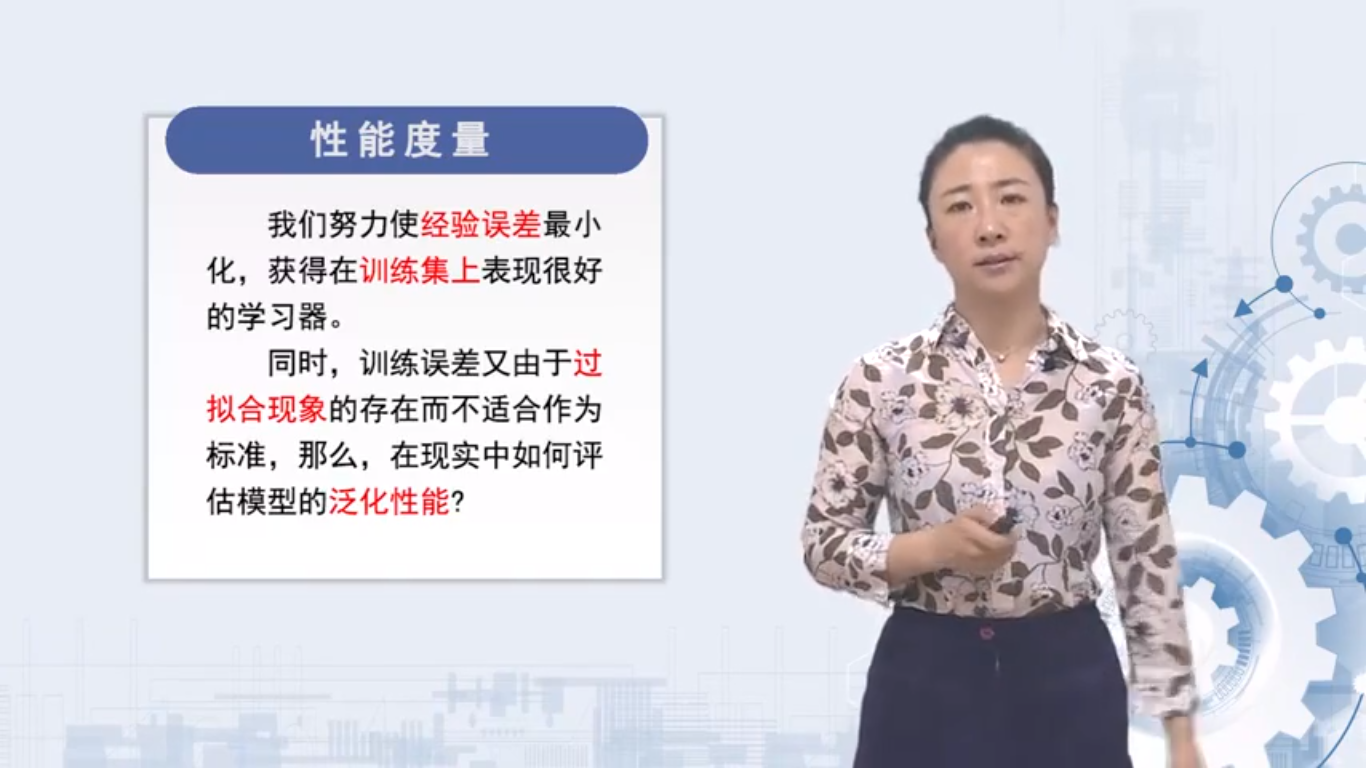 性能度量
我们努力使经验误差最小
化，获得在训练集上表现很好
的学习器。
同时，训练误差又由于过
拟合现象的存在而不适合作为
标准，那么，在现实中如何评
估模型的泛化性能?